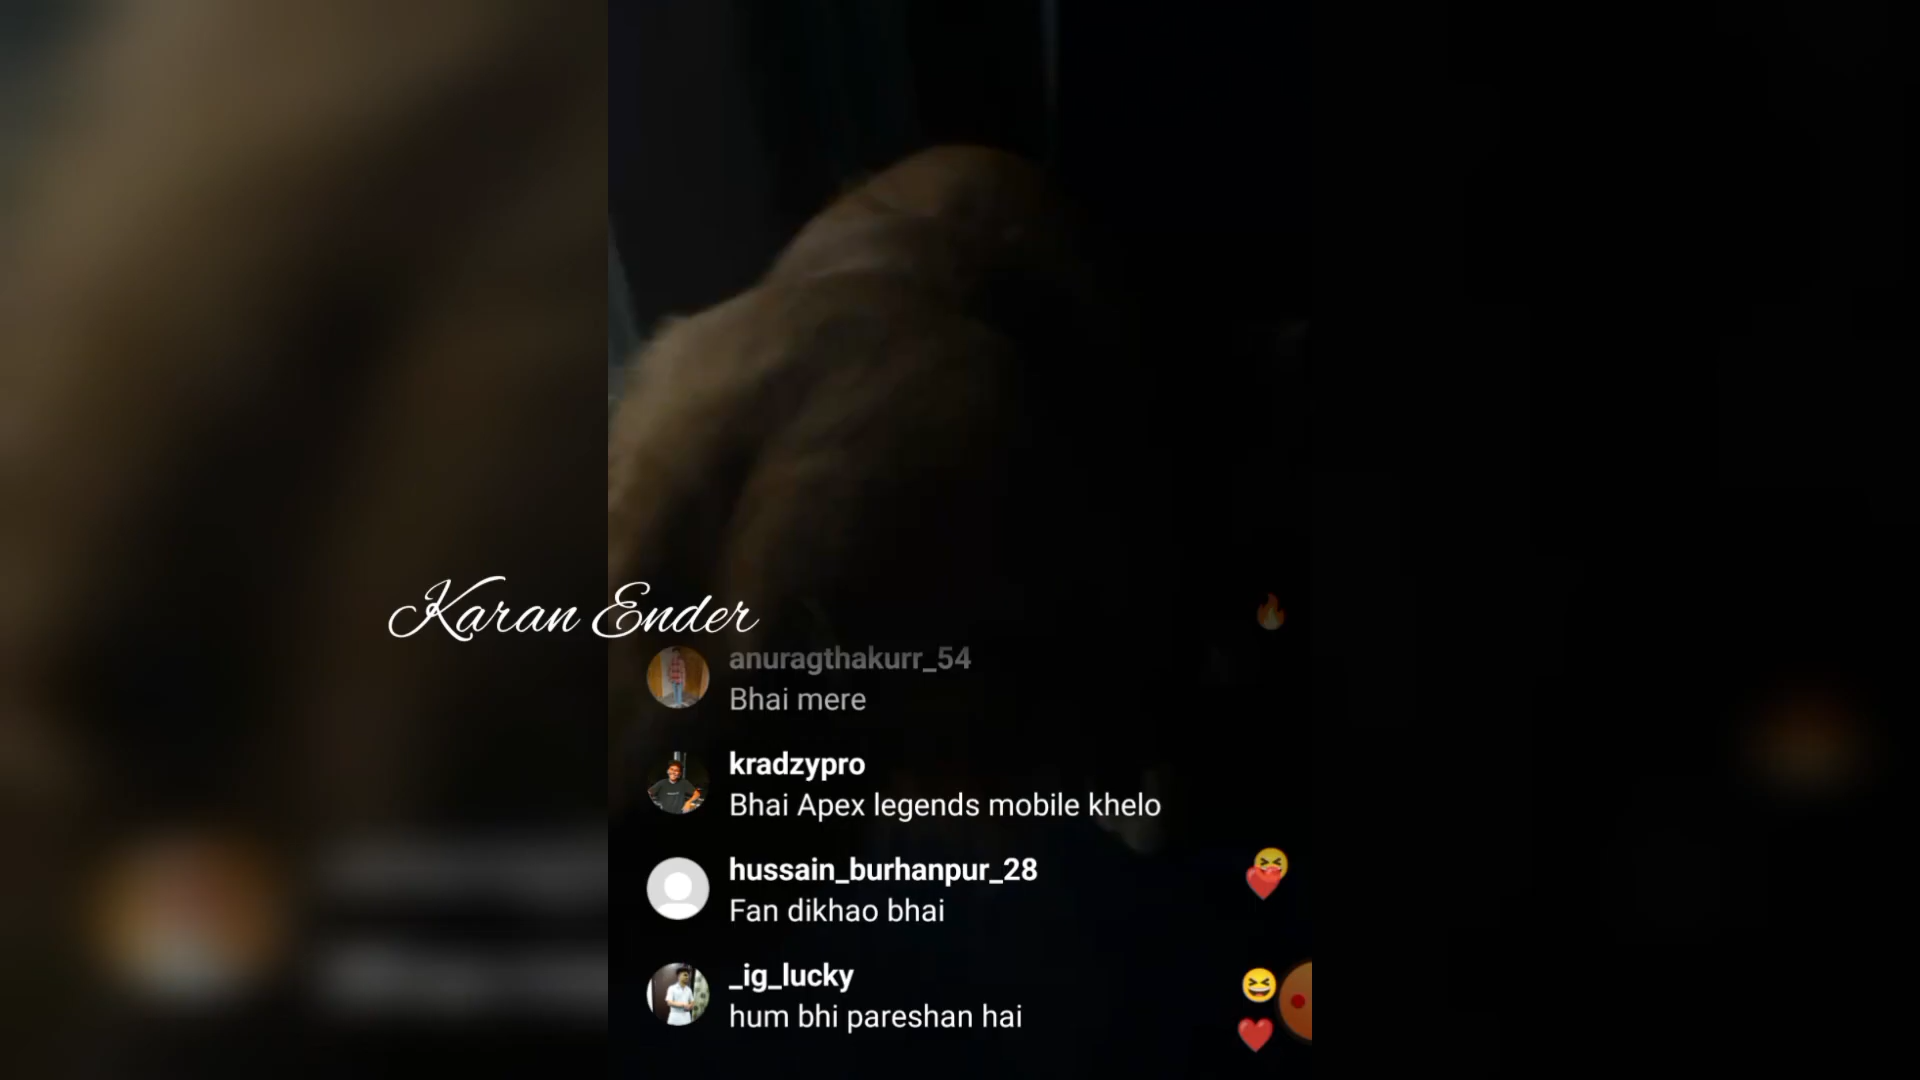 Karan Ender
anuragthakurr_54
Bhai mere
kradzypro
Bhai Apex legends mobile khelo
hussain_burhanpur_28
Fan dikhao bhai
_ig_lucky
hum bhi pareshan hai